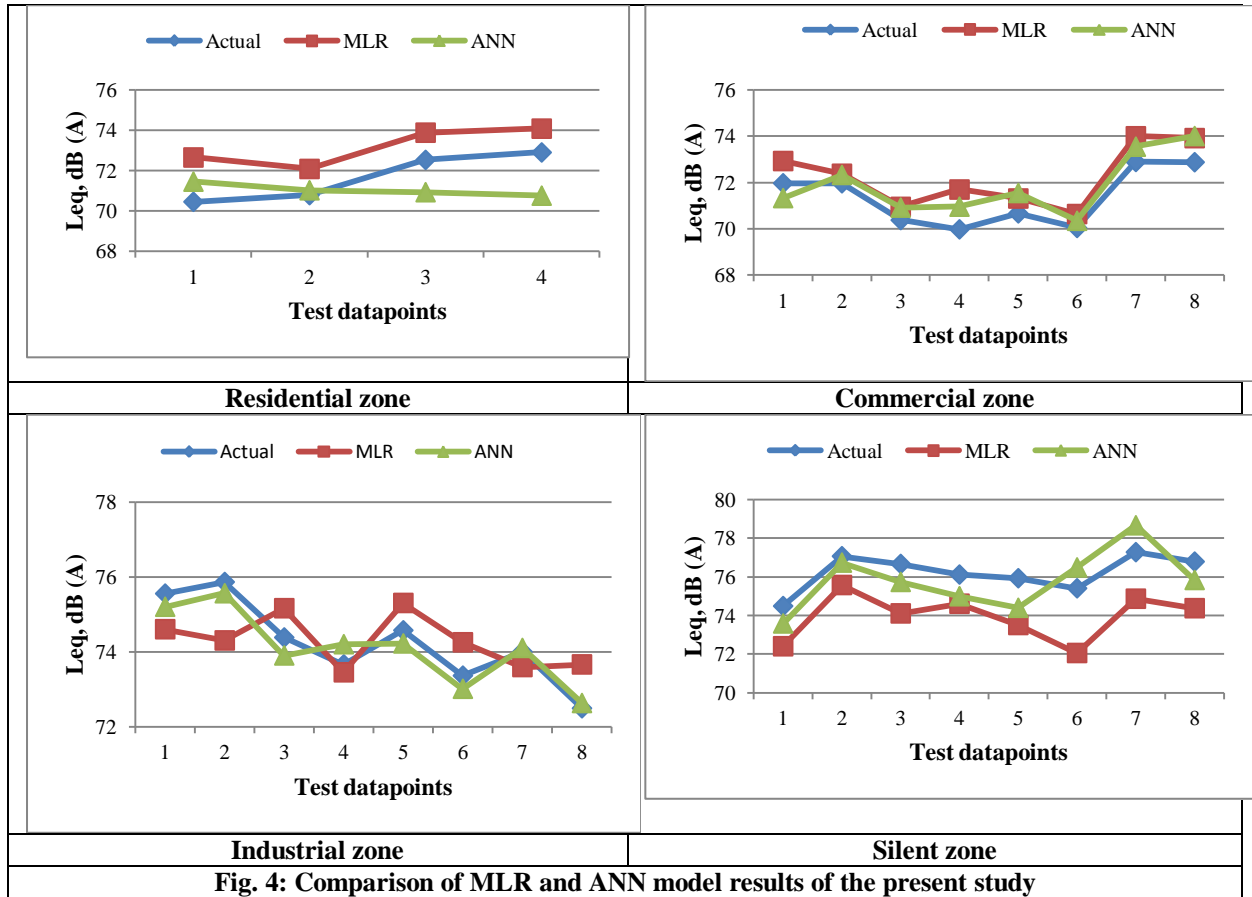 Actual MLR ANN
76
74
72
70
68
Leq, dB (A)
1 2 3 4
Test datapoints
Residential zone
Actual MLR ANN
76
74
72
70
68
Leq, dB (A)
1 2 3 4 5 6 7 8
Test datapoints
Commercial zone
Actual MLR ANN
78
76
74
72
Leq, dB (A)
1 2 3 4 5 6 7 8
Test datapoints
Industrial zone
Actual MLR ANN
80
78
76
74
72
70
Leq, dB (A)
1 2 3 4 5 6 7 8
Test datapoints
Silent zone
Fig. 4: Comparison of MLR and ANN model results of the present study